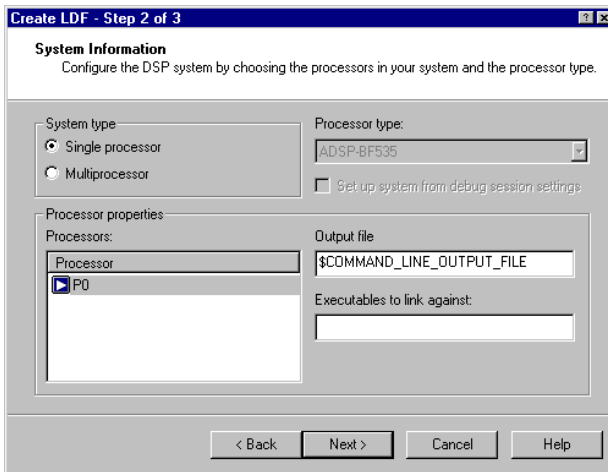 Create LDF - Step 2 of 3
System Information
Configure the DSP system by choosing the processors in your system and the processor type.
System type
Single processor
Multiprocessor
Processor type:
ADSP-BF535
Set up system from debug session settings
Processor properties
Processors:
Processor
P0
Output file
$COMMAND_LINE_OUTPUT_FILE
Executables to link against:
< Back
Next >
Cancel
Help